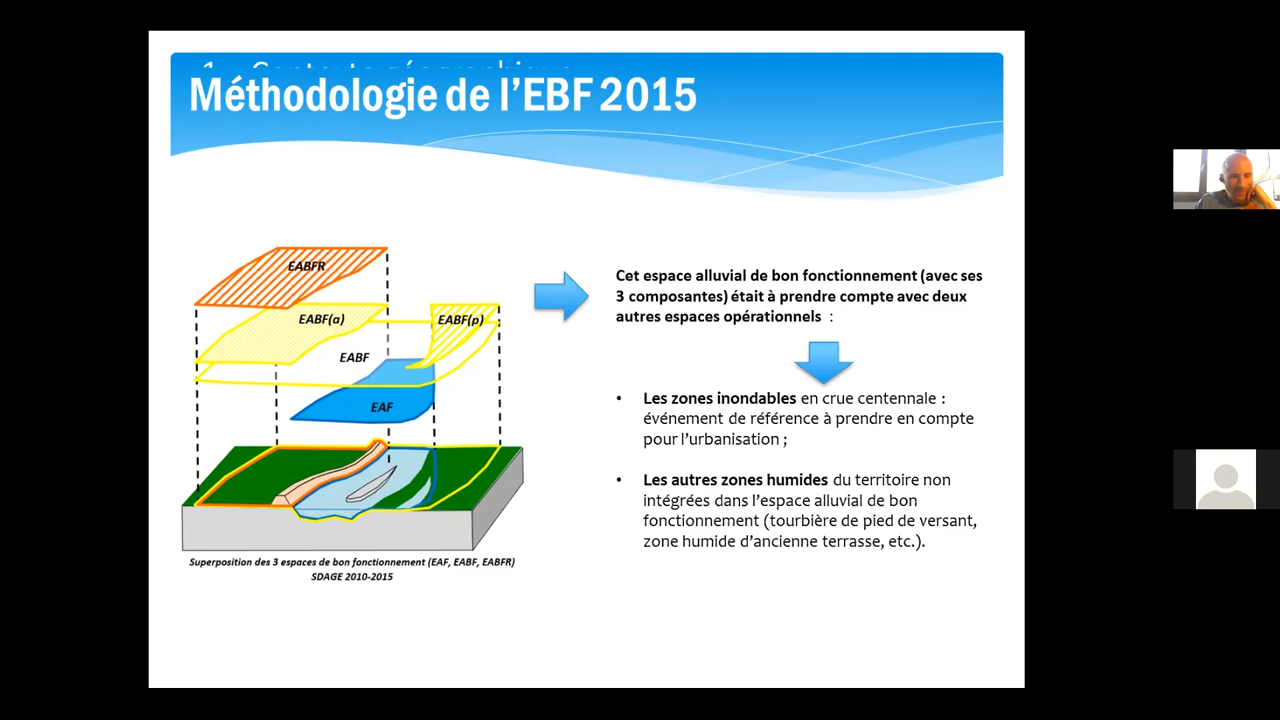 Méthodologie de l'EBF 2015
EABFR
EABF(a)
EABF(p)
EABF
EAF
Superposition des 3 espaces de bon fonctionnement (EAF, EABF, EABFR)
SDAGE 2010-2015
Cet espace alluvial de bon fonctionnement (avec ses
3 composantes) était à prendre compte avec deux
autres espaces opérationnels :
• Les zones inondables en crue centennale :
événement de référence à prendre en compte
pour l'urbanisation ;
• Les autres zones humides du territoire non
intégrées dans l'espace alluvial de bon
fonctionnement (tourbière de pied de versant,
zone humide d'ancienne terrasse, etc.).